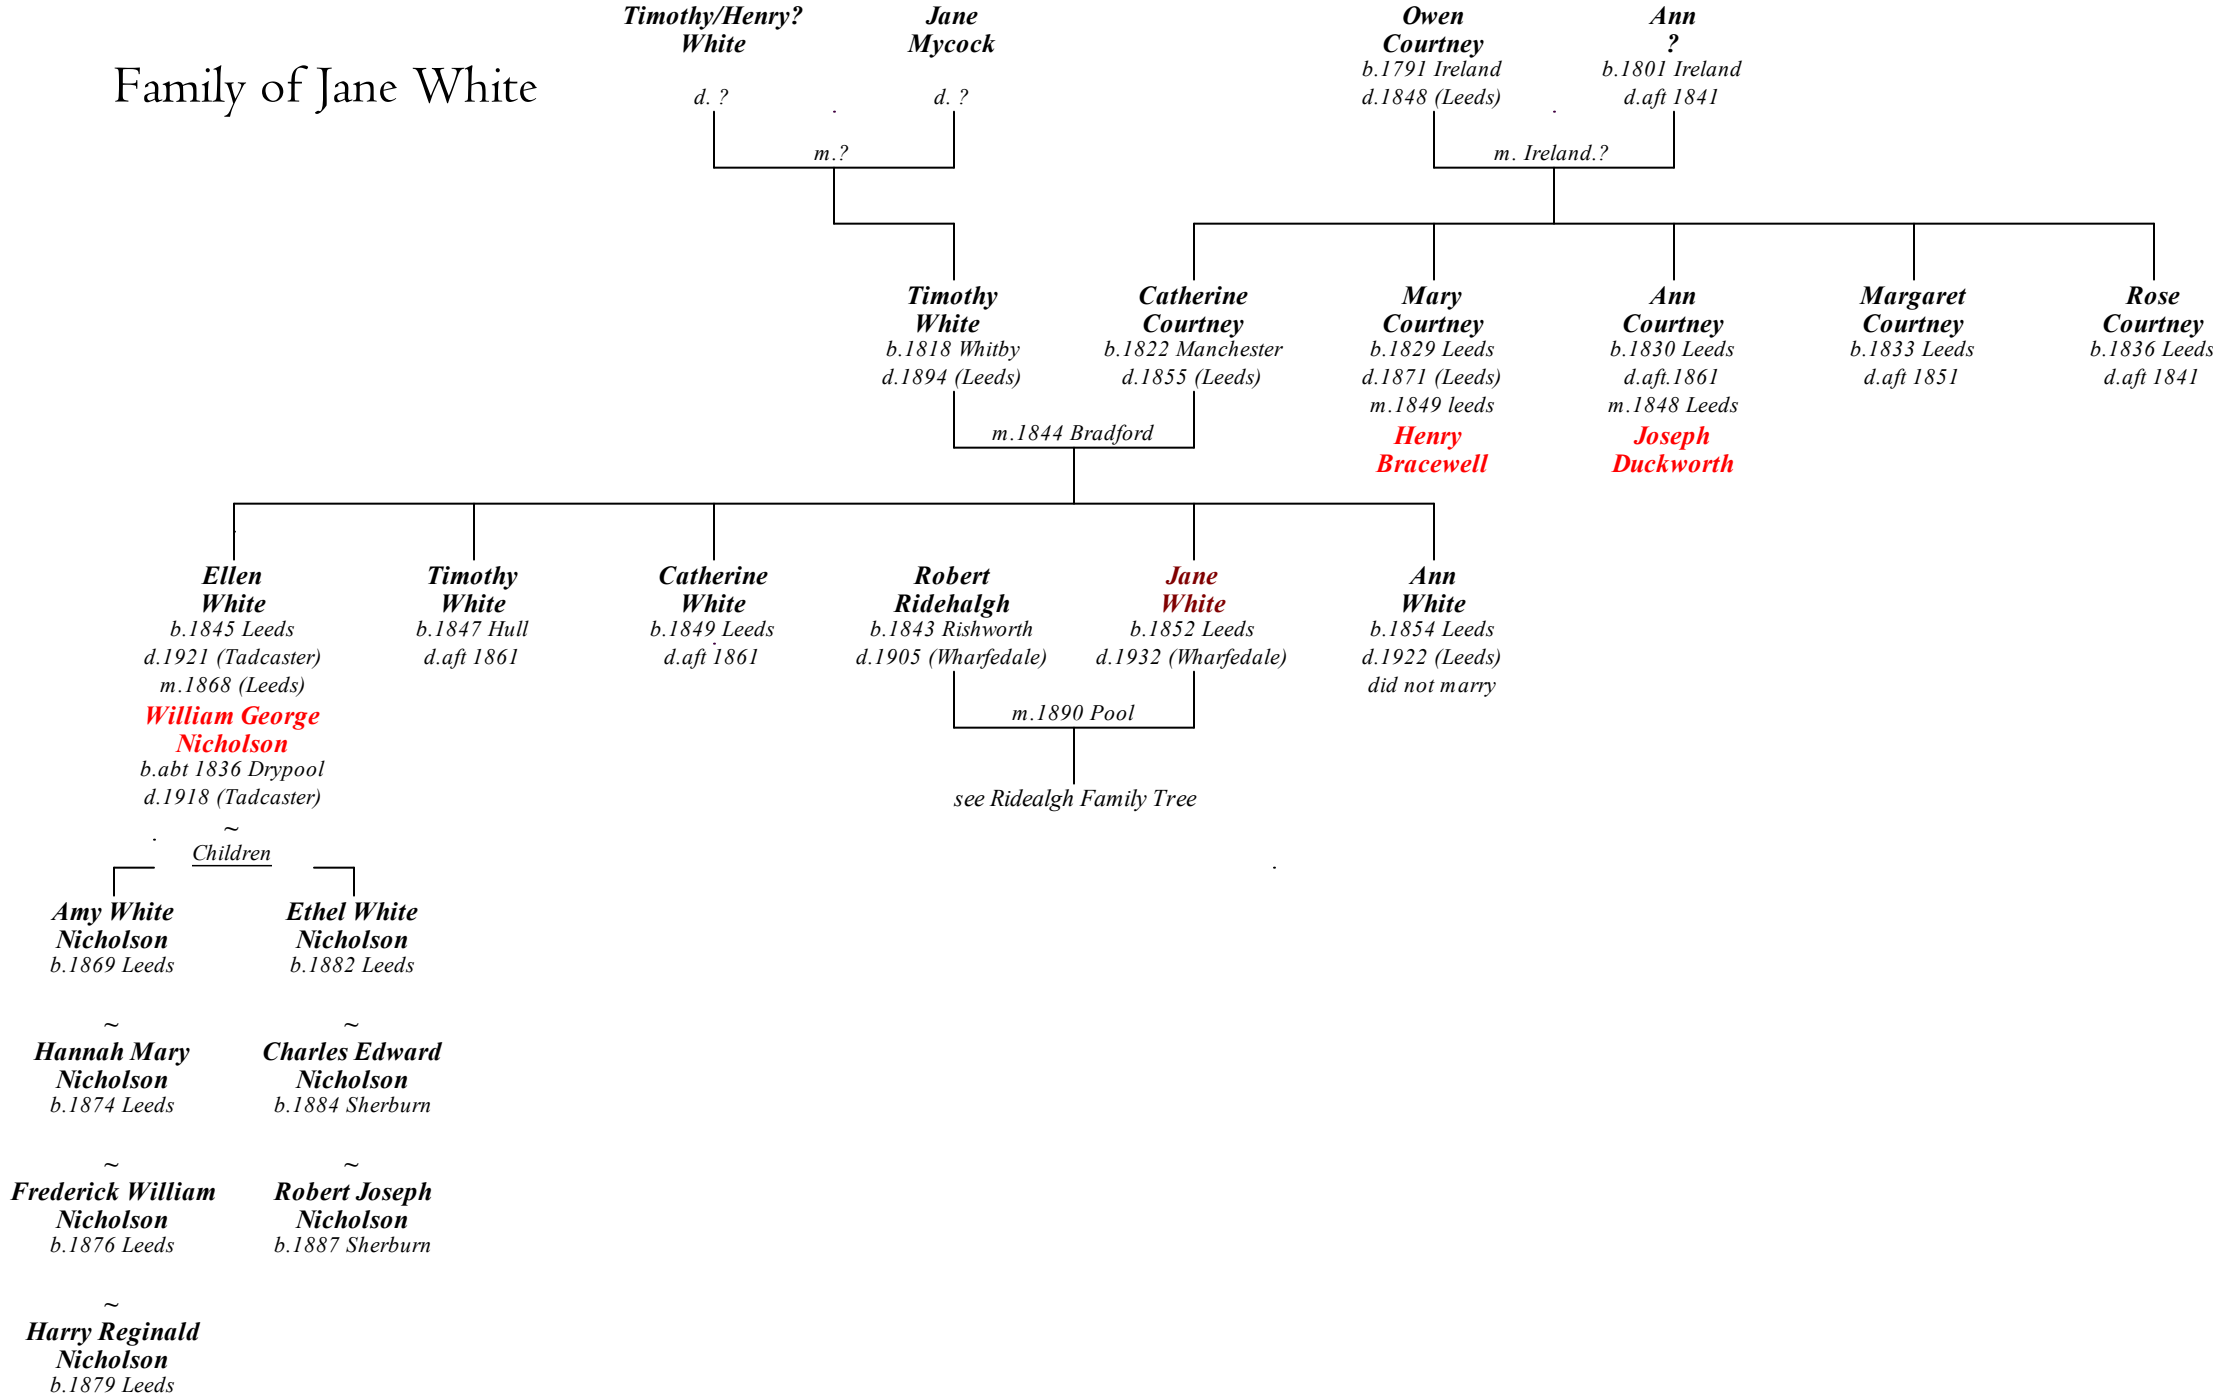 Family of Jane White
Timothy/Henry?
White
d. ?
Jane
Mycock
d. ?
m.?
Owen
Courtney
b.1791 Ireland
d.1848 (Leeds)
Ann
?
b.1801 Ireland
d.aft 1841
m. Ireland.?
Timothy
White
b.1818 Whitby
d.1894 (Leeds)
Catherine
Courtney
b.1822 Manchester
d.1855 (Leeds)
m.1844 Bradford
Mary
Courtney
b.1829 Leeds
d.1871 (Leeds)
m.1849 leeds
Henry
Bracewell
Ann
Courtney
b.1830 Leeds
d.aft.1861
m.1848 Leeds
Joseph
Duckworth
Margaret
Courtney
b.1833 Leeds
d.aft 1851
Rose
Courtney
b.1836 Leeds
d.aft 1841
Ellen
White
b.1845 Leeds
d.1921 (Tadcaster)
m.1868 (Leeds)
William George
Nicholson
b.abt 1836 Drypool
d.1918 (Tadcaster)
~
Children
Timothy
White
b.1847 Hull
d.aft 1861
Catherine
White
b.1849 Leeds
d.aft 1861
Robert
Ridehalgh
b.1843 Rishworth
d.1905 (Wharfedale)
Jane
White
b.1852 Leeds
d.1932 (Wharfedale)
m.1890 Pool
see Ridealgh Family Tree
Ann
White
b.1854 Leeds
d.1922 (Leeds)
did not marry
Amy White
Nicholson
b.1869 Leeds
~
Hannah Mary
Nicholson
b.1874 Leeds
~
Frederick William
Nicholson
b.1876 Leeds
~
Harry Reginald
Nicholson
b.1879 Leeds
Ethel White
Nicholson
b.1882 Leeds
~
Charles Edward
Nicholson
b.1884 Sherburn
~
Robert Joseph
Nicholson
b.1887 Sherburn